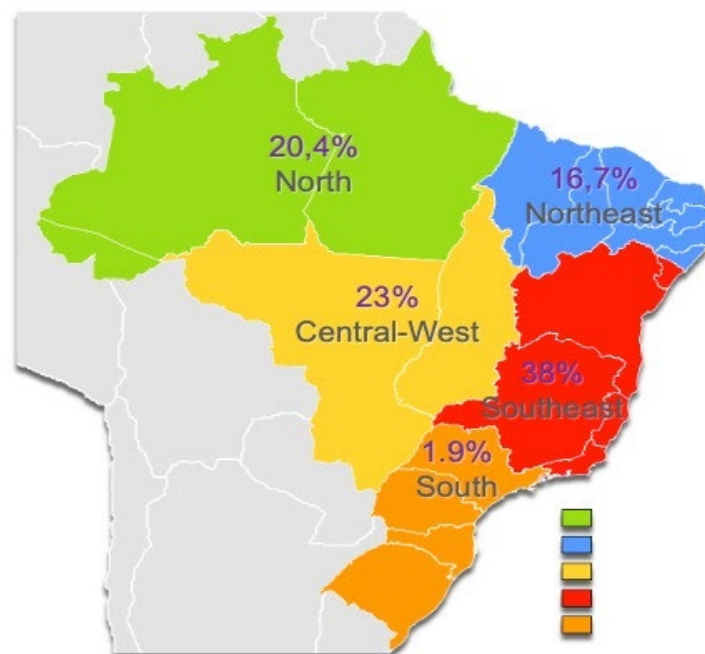 20,4%
North
16,7%
Northeast
23%
Central-West
38%
Southeast
1.9%
South